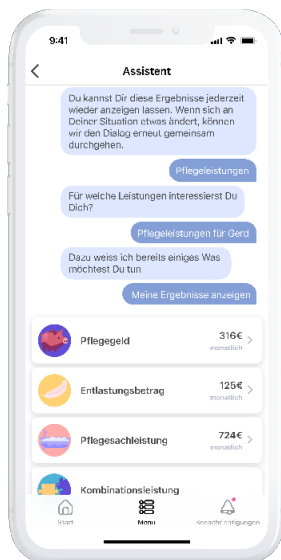 9:41
Assistent
Du kannst Dir diese Ergebnisse jederzeit
wieder anzeigen lassen. Wenn sich an
Deiner Situation etwas ändert, können
wir den Dialog erneut gemeinsam
durchgehen.
Pflegeleistungen
Für welche Leistungen interessierst Du
Dich?
Pflegeleistungen für Gerd
Dazu weiss ich bereits einiges Was
möchtest Du tun
Meine Ergebnisse anzeigen
Pflegegeld
316€
monatlich
Entlastungsbetrag
125€
monatlich
Pflegesachleistung
724€
monatlich
Kombinationsleistung
Start
Menü
Benachrichtigungen